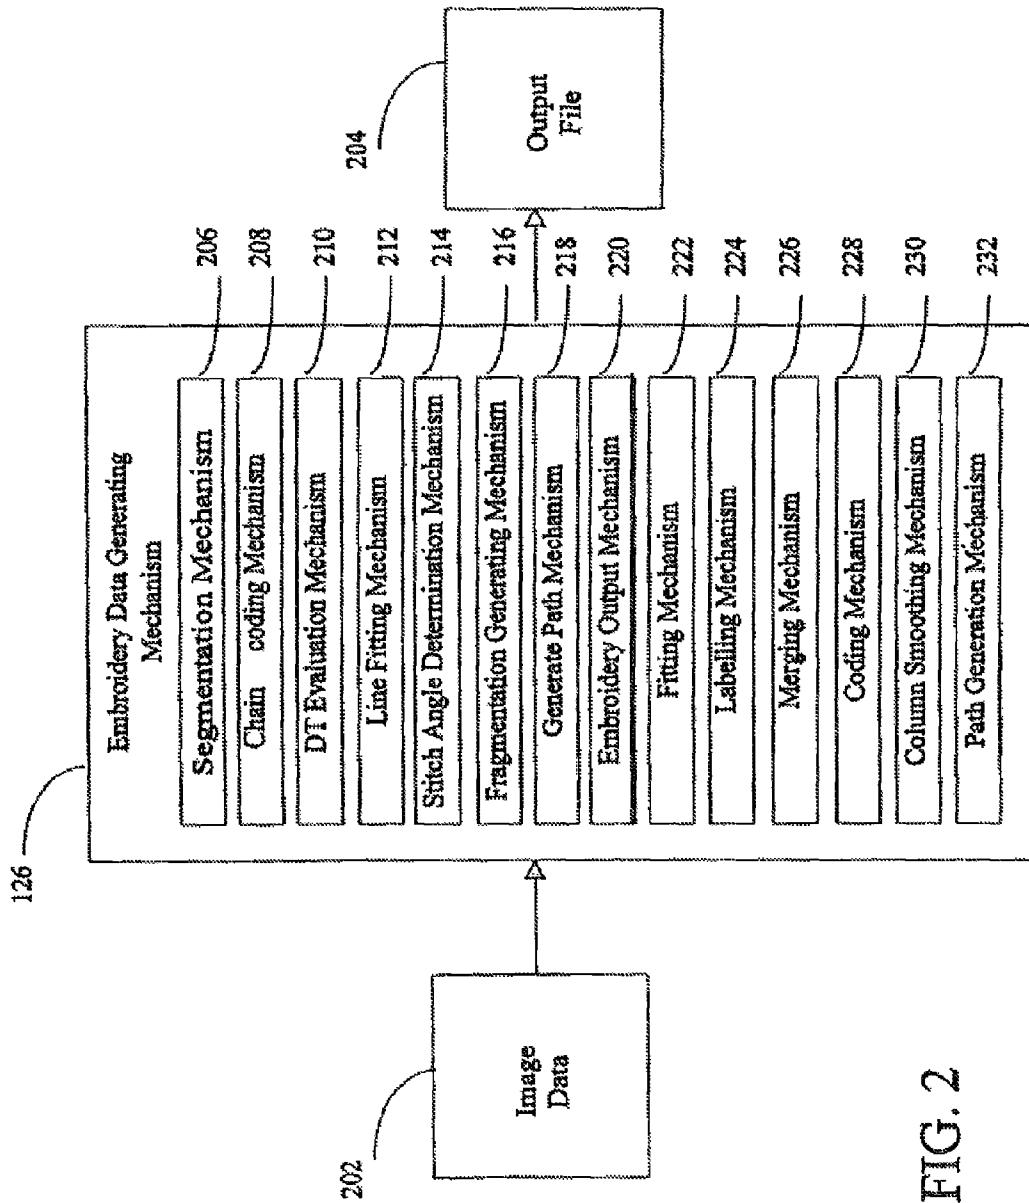 126
Embroidery Data Generating
Mechanism
Segmentation Mechanism
206
Chain coding Mechanism
208
DT Evaluation Mechanism
210
Line Fitting Mechanism
212
Stitch Angle Determination Mechanism
214
Fragmentation Generating Mechanism
216
Generate Path Mechanism
218
Embroidery Output Mechanism
220
Fitting Mechanism
222
Labelling Mechanism
224
Merging Mechanism
226
Coding Mechanism
228
Column Smoothing Mechanism
230
Path Generation Mechanism
232
202
Image
Data
204
Output
File
FIG. 2